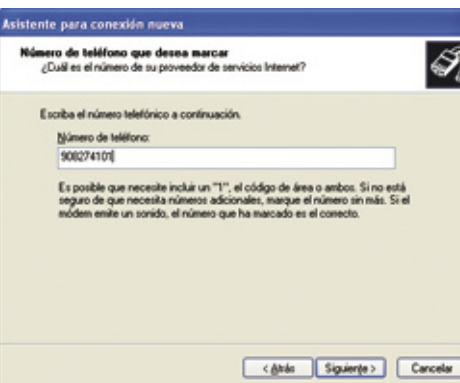 Asistente para conexión nueva
Número de teléfono que desea marcar
¿Cuál es el número de su proveedor de servicios Internet?
Escriba el número telefónico a continuación.
Número de teléfono:
908274101
Es posible que necesite incluir un "1", el código de área o ambos. Si no está
seguro de que necesita números adicionales, marque el número sin más. Si el
módem emite un sonido, el número que ha marcado es el correcto.
< Atrás Siguiente > Cancelar